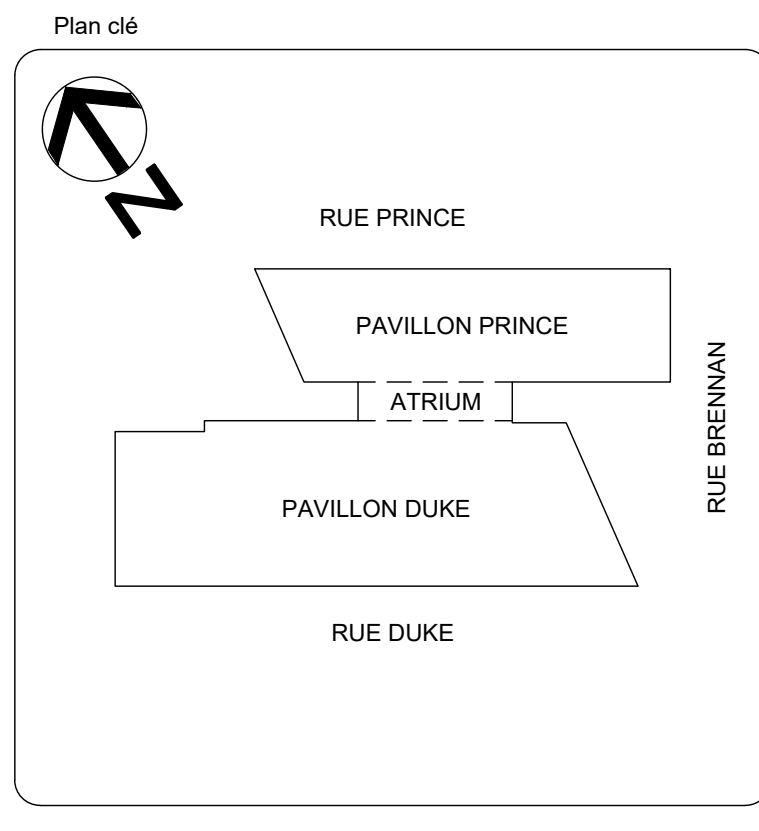 Plan clé
N
RUE PRINCE
PAVILLON PRINCE
RUE BRENNAN
ATRIUM
PAVILLON DUKE
RUE DUKE